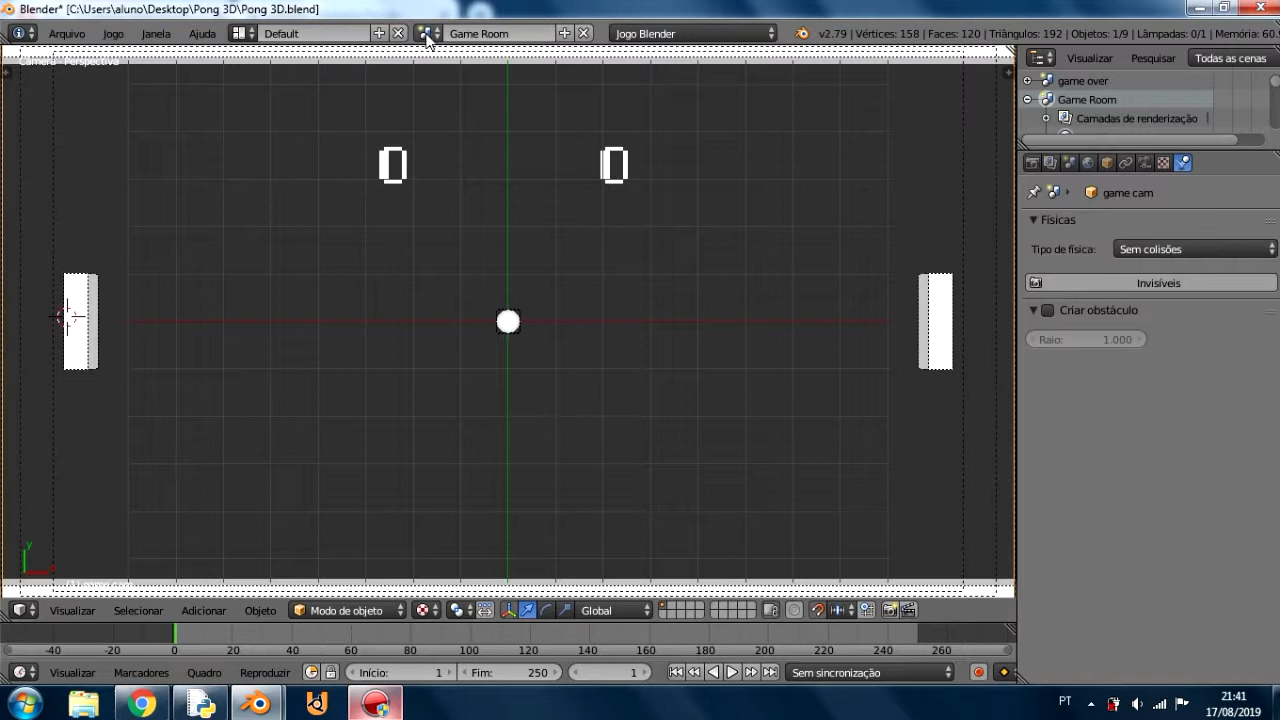 Blender* [C:\Users\aluno\Desktop\Pong 3D\Pong 3D.blend]
Arquivo Jogo Janela Ajuda Default Game Room Jogo Blender v2.79 | Vértices: 158 | Faces: 120 | Triângulos: 192 | Objetos: 1/9 | Lâmpadas: 0/1 | Memória: 60.9
Câmera - Perspectiva
Visualizar Pesquisar Todas as cenas
game over
Game Room
Camadas de renderização
game cam
Físicas
Tipo de física: Sem colisões
Invisíveis
Criar obstáculo
Raio: 1.000
0 0
y
Visualizar Selecionar Adicionar Objeto Modo de objeto Global
-40 -20 0 20 40 60 80 100 120 140 160 180 200 220 240 260
Visualizar Marcadores Quadro Reproduzir Início: 1 Fim: 250 1 Sem sincronização
PT 21:41
17/08/2019